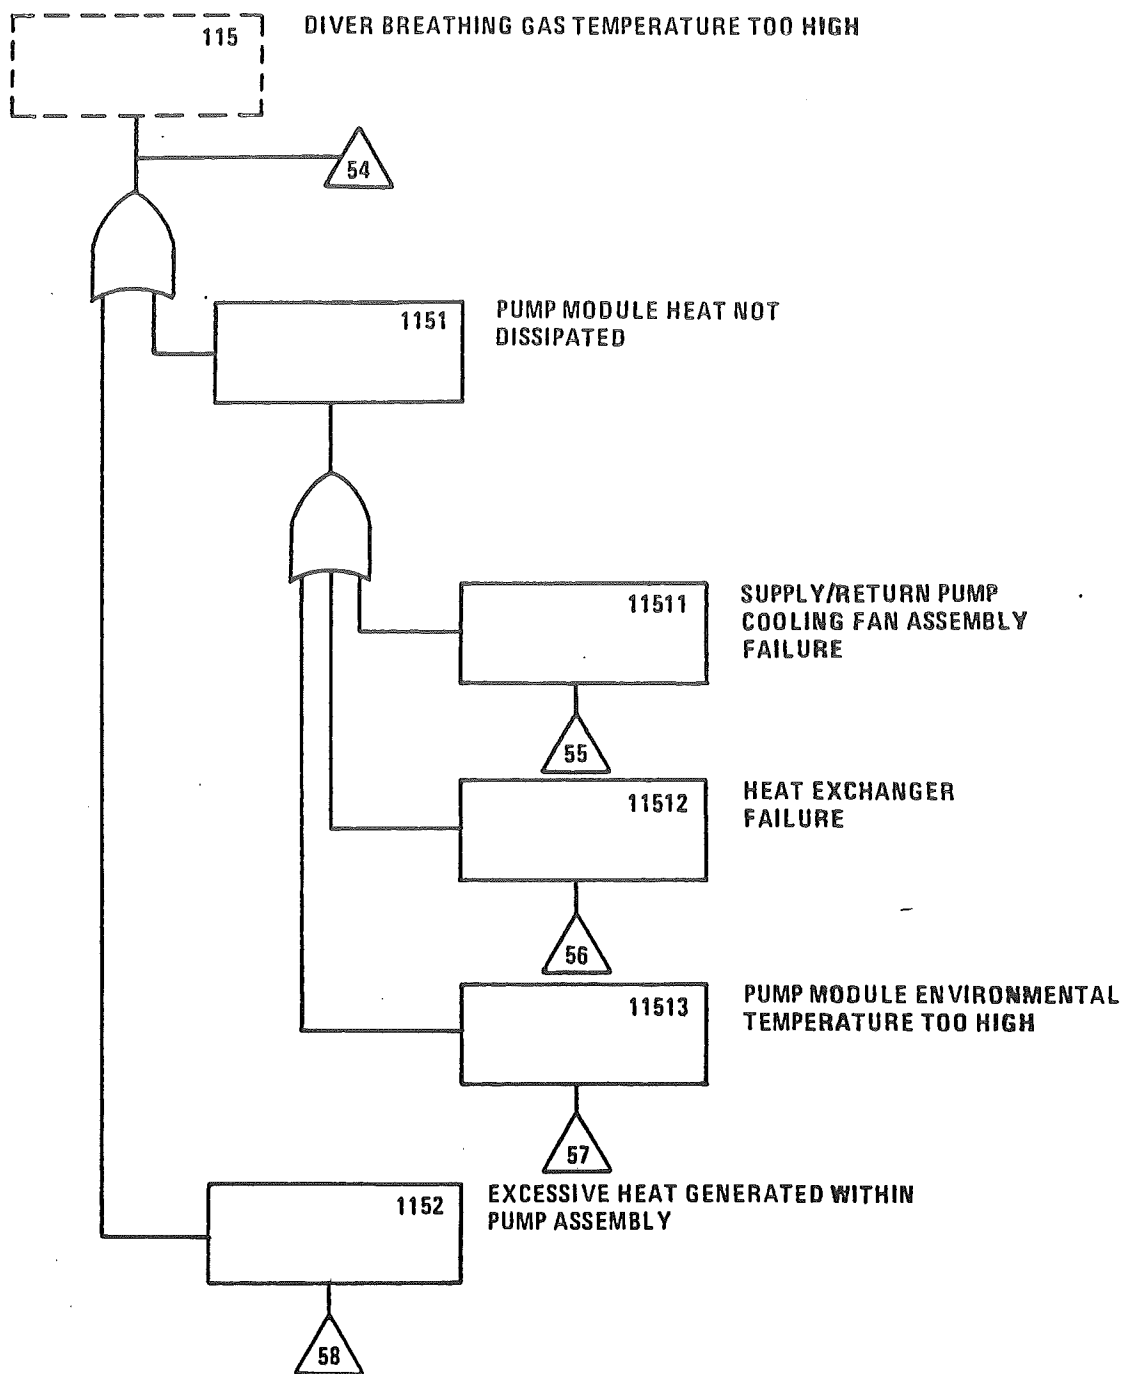 115
DIVER BREATHING GAS TEMPERATURE TOO HIGH
54
1151
PUMP MODULE HEAT NOT
DISSIPATED
11511
SUPPLY/RETURN PUMP
COOLING FAN ASSEMBLY
FAILURE
55
11512
HEAT EXCHANGER
FAILURE
56
11513
PUMP MODULE ENVIRONMENTAL
TEMPERATURE TOO HIGH
57
1152
EXCESSIVE HEAT GENERATED WITHIN
PUMP ASSEMBLY
58